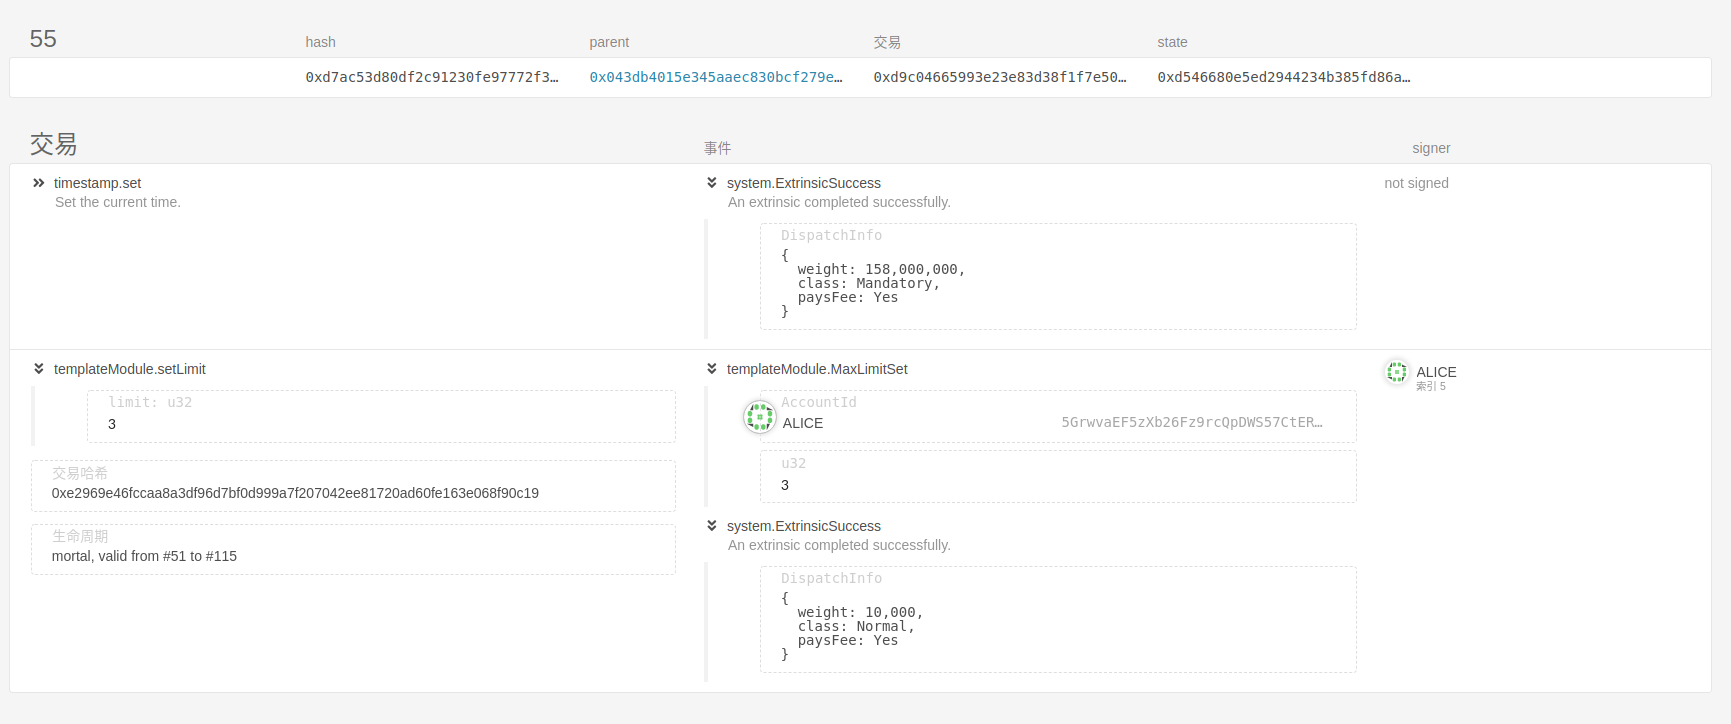 55 hash parent 交易 state
0xd7ac53d80df2c91230fe97772f3… 0x043db4015e345aaec830bcf279e… 0xd9c04665993e23e83d38f1f7e50… 0xd546680e5ed2944234b385fd86a…
交易 事件 signer
timestamp.set system.ExtrinsicSuccess not signed
Set the current time. An extrinsic completed successfully.
DispatchInfo
{
weight: 158,000,000,
class: Mandatory,
paysFee: Yes
}
templateModule.setLimit templateModule.MaxLimitSet ALICE
索引 5
limit: u32 AccountId
3 ALICE 5GrwvaEF5zXb26Fz9rcQpDWS57CtER…
交易哈希 u32
0xe2969e46fccaa8a3df96d7bf0d999a7f207042ee81720ad60fe163e068f90c19 3
生命周期 system.ExtrinsicSuccess
mortal, valid from #51 to #115 An extrinsic completed successfully.
DispatchInfo
{
weight: 10,000,
class: Normal,
paysFee: Yes
}